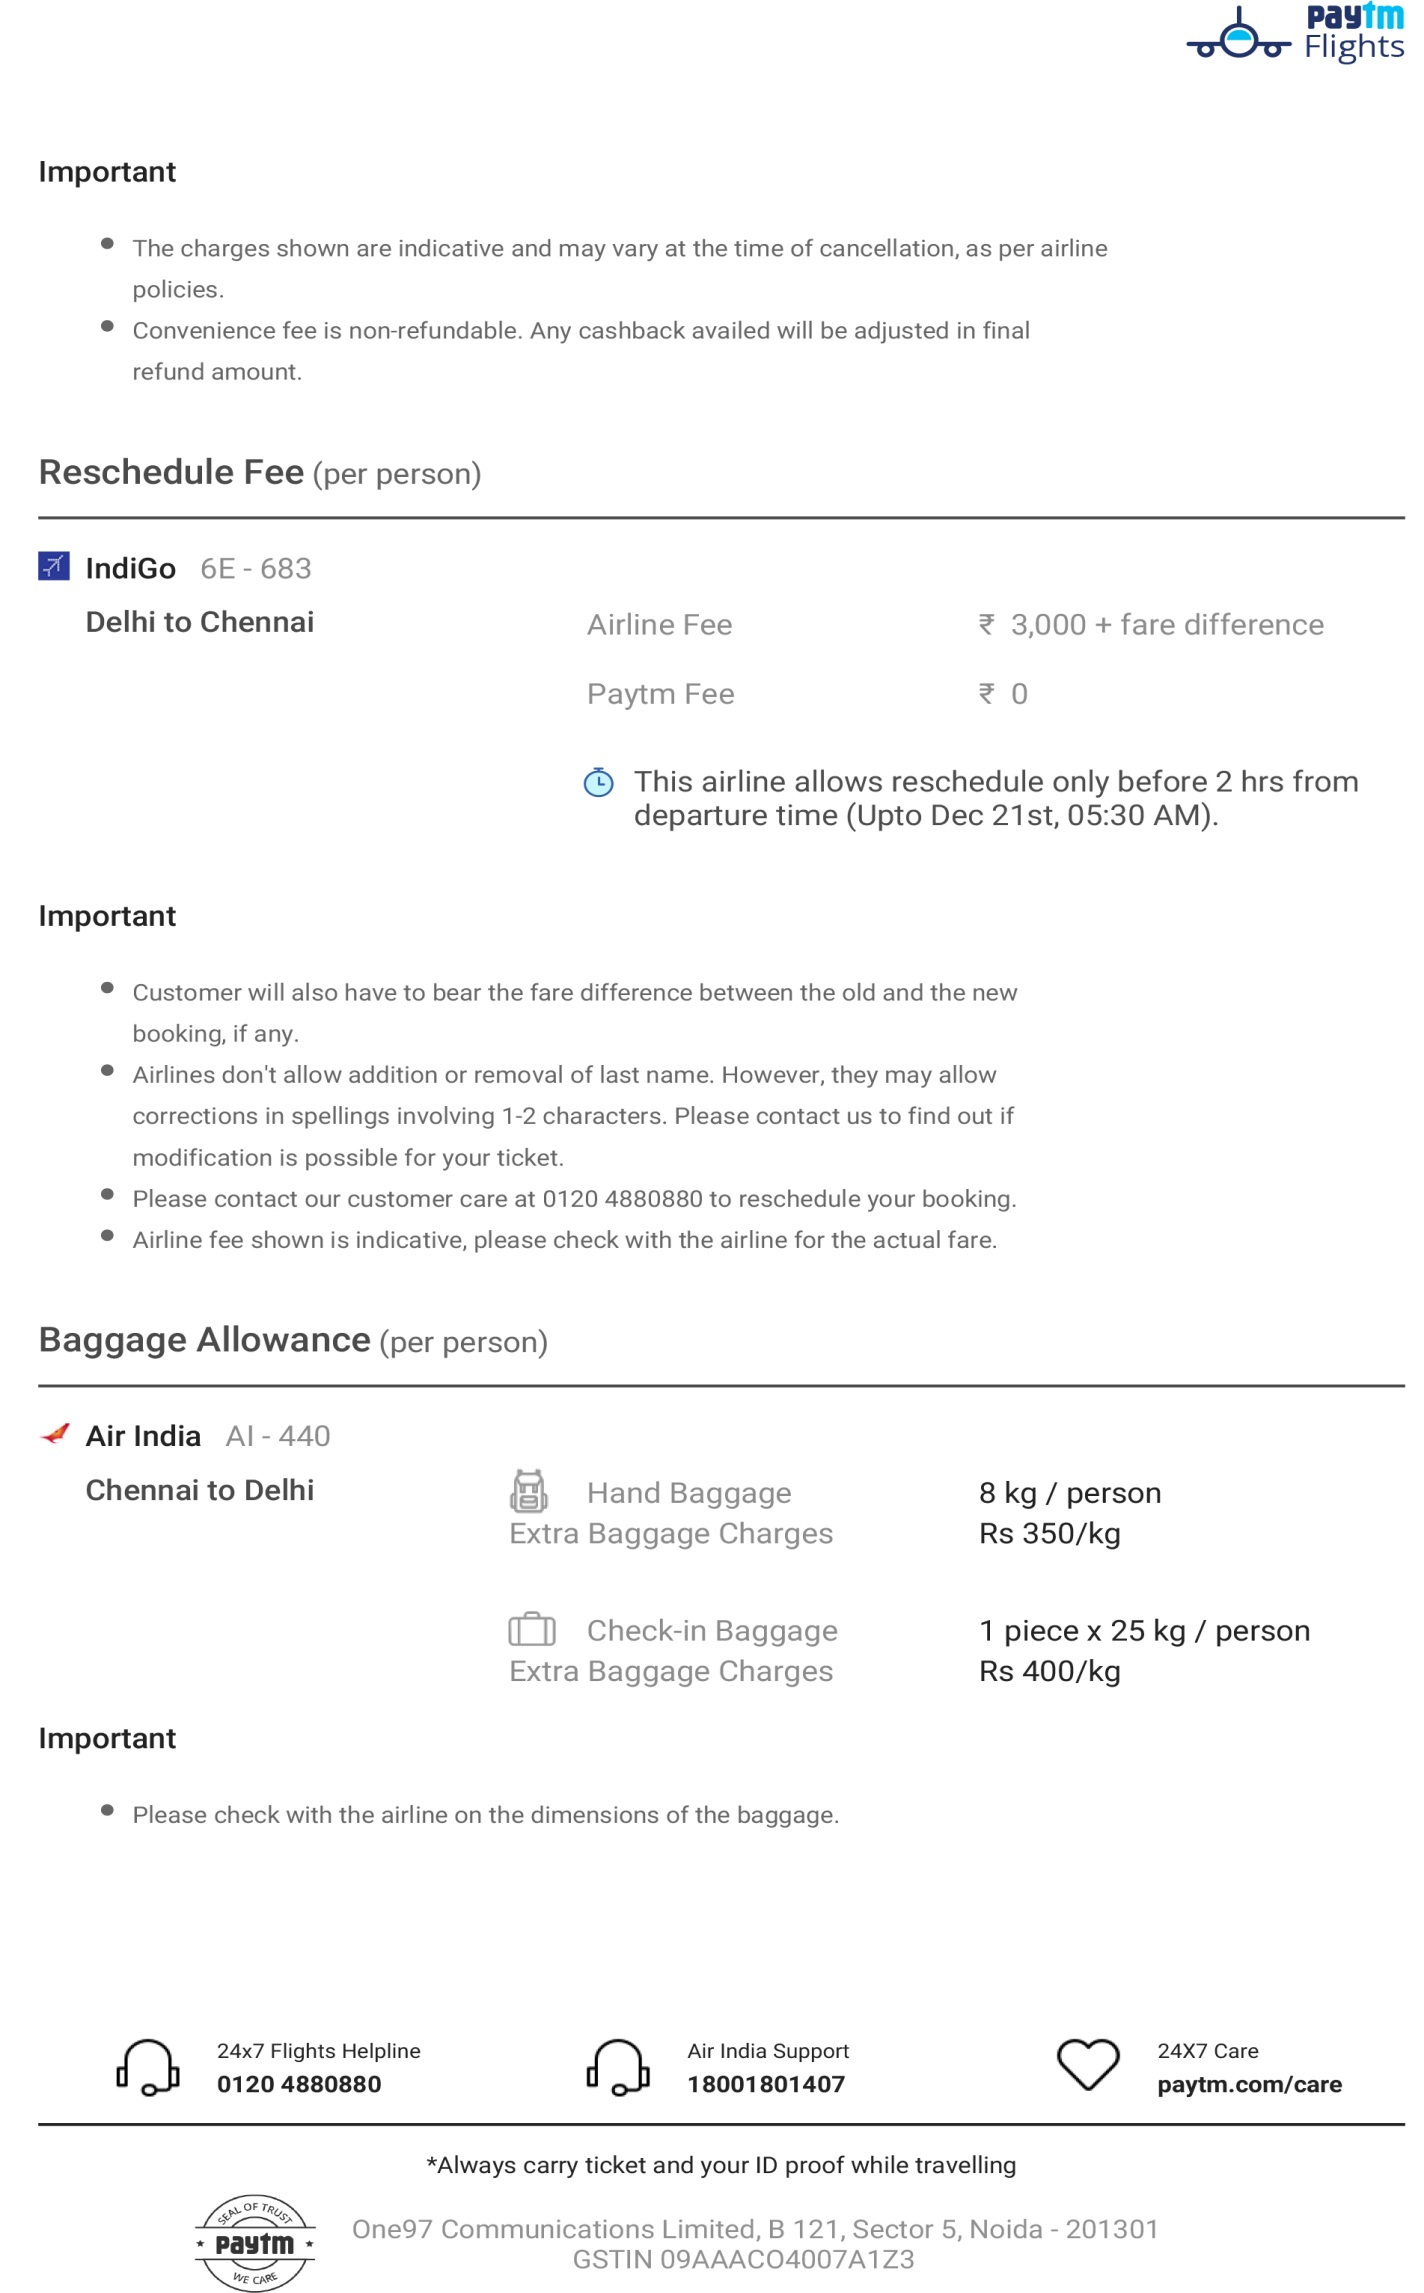 paytm
Flights
Important
The charges shown are indicative and may vary at the time of cancellation, as per airline
policies.
Convenience fee is non-refundable. Any cashback availed will be adjusted in final
refund amount.
Reschedule Fee (per person)
IndiGo 6E - 683
Delhi to Chennai
Airline Fee ₹ 3,000 + fare difference
Paytm Fee ₹ 0
This airline allows reschedule only before 2 hrs from
departure time (Upto Dec 21st, 05:30 AM).
Important
Customer will also have to bear the fare difference between the old and the new
booking, if any.
Airlines don't allow addition or removal of last name. However, they may allow
corrections in spellings involving 1-2 characters. Please contact us to find out if
modification is possible for your ticket.
Please contact our customer care at 0120 4880880 to reschedule your booking.
Airline fee shown is indicative, please check with the airline for the actual fare.
Baggage Allowance (per person)
Air India AI - 440
Chennai to Delhi
Hand Baggage 8 kg / person
Extra Baggage Charges Rs 350/kg
Check-in Baggage 1 piece x 25 kg / person
Extra Baggage Charges Rs 400/kg
Important
Please check with the airline on the dimensions of the baggage.
24x7 Flights Helpline
0120 4880880
Air India Support
18001801407
24X7 Care
paytm.com/care
*Always carry ticket and your ID proof while travelling
SEAL OF TRUST
paytm
WE CARE
One97 Communications Limited, B 121, Sector 5, Noida - 201301
GSTIN 09AAACO4007A1Z3